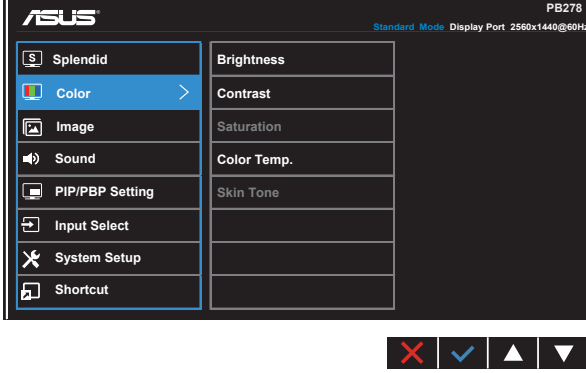 ASUS
PB278
Standard Mode Display Port 2560x1440@60Hz
S Splendid
Color
Image
Sound
PIP/PBP Setting
Input Select
System Setup
Shortcut
Brightness
Contrast
Saturation
Color Temp.
Skin Tone